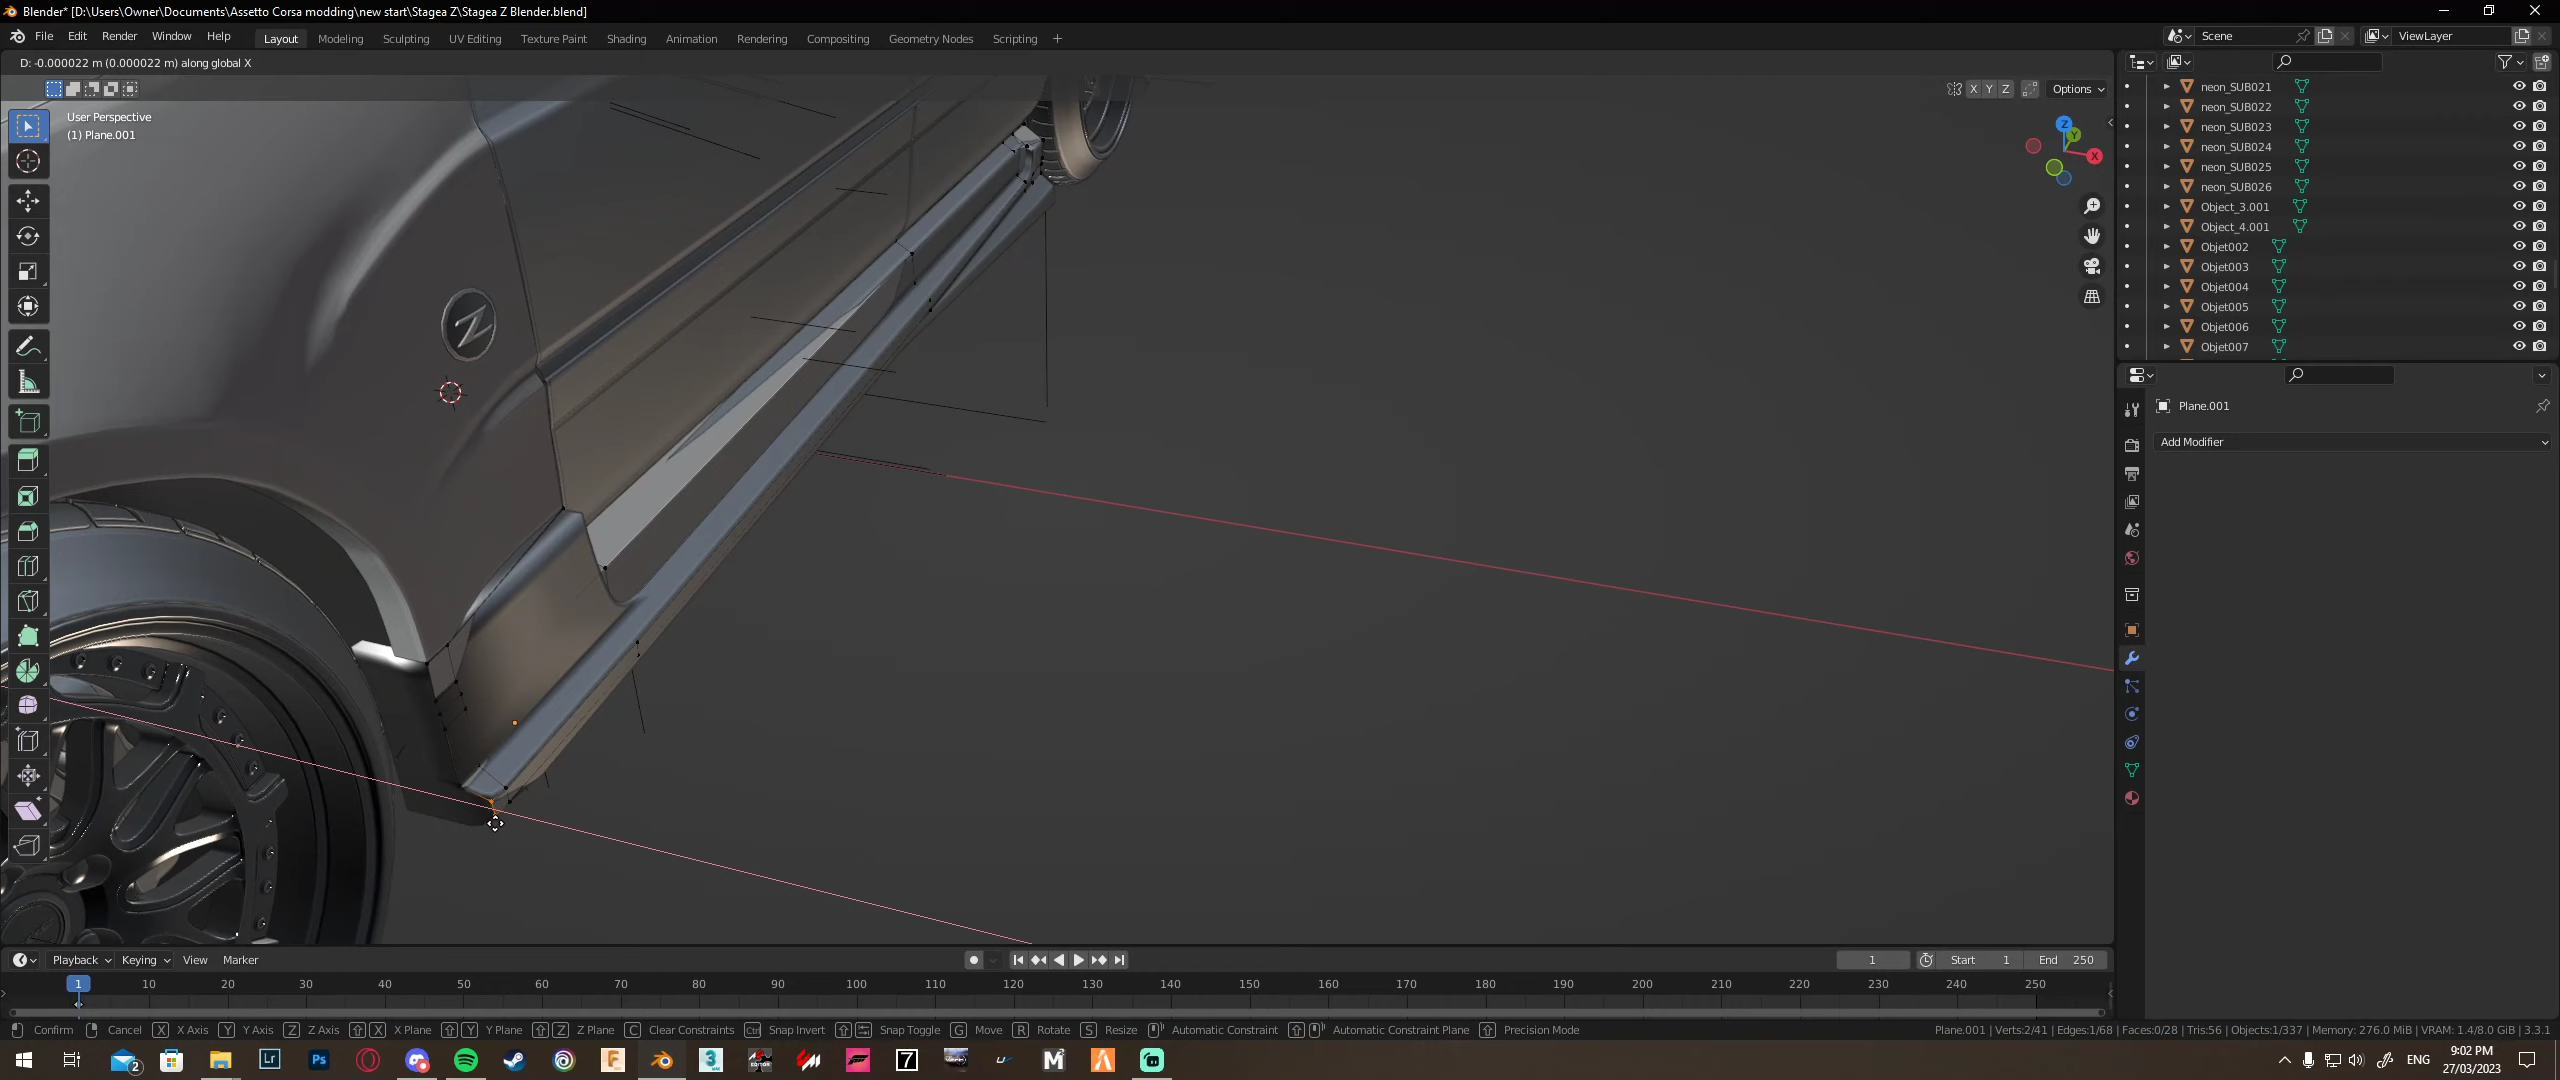 Blender* [D:\Users\Owner\Documents\Assetto Corsa modding\new start\Stagea Z\Stagea Z Blender.blend]
File Edit Render Window Help Layout Modeling Sculpting UV Editing Texture Paint Shading Animation Rendering Compositing Geometry Nodes Scripting + Scene ViewLayer
D: -0.000022 m (0.000022 m) along global X
X Y Z Options
User Perspective
(1) Plane.001
Z
Y
X
neon_SUB021
neon_SUB022
neon_SUB023
neon_SUB024
neon_SUB025
neon_SUB026
Object_3.001
Object_4.001
Objet002
Objet003
Objet004
Objet005
Objet006
Objet007
Plane.001
Add Modifier
Z
Playback Keying View Marker 1 Start 1 End 250
1 10 20 30 40 50 60 70 80 90 100 110 120 130 140 150 160 170 180 190 200 210 220 230 240 250
Confirm Cancel X X Axis Y Y Axis Z Z Axis X X Plane Y Y Plane Z Z Plane C Clear Constraints Ctrl Snap Invert Snap Toggle G Move R Rotate S Resize Automatic Constraint Automatic Constraint Plane Precision Mode Plane.001 | Verts:2/41 | Edges:1/68 | Faces:0/28 | Tris:56 | Objects:1/337 | Memory: 276.0 MiB | VRAM: 1.4/8.0 GiB | 3.3.1
2 Lr Ps F 3 EDITOR 7 M ENG
9:02 PM
27/03/2023